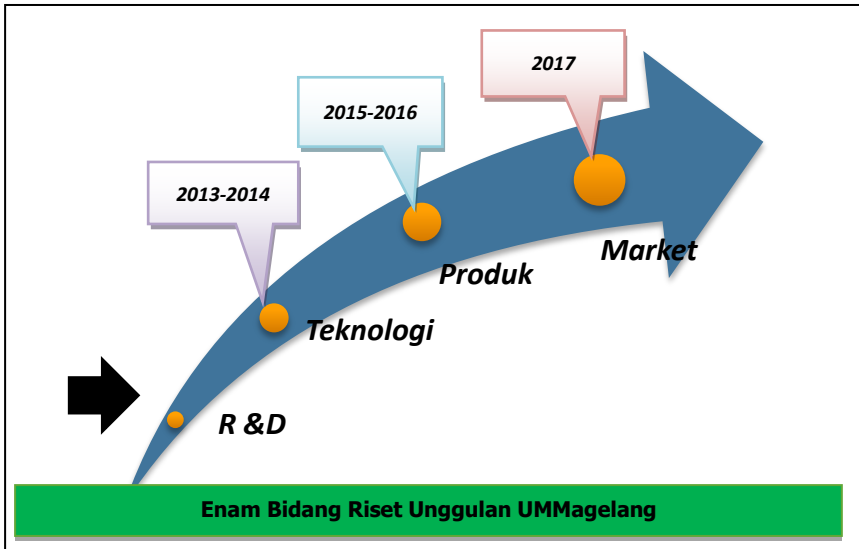 2017
2015-2016
2013-2014
Market
Produk
Teknologi
R &D
Enam Bidang Riset Unggulan UMMagelang